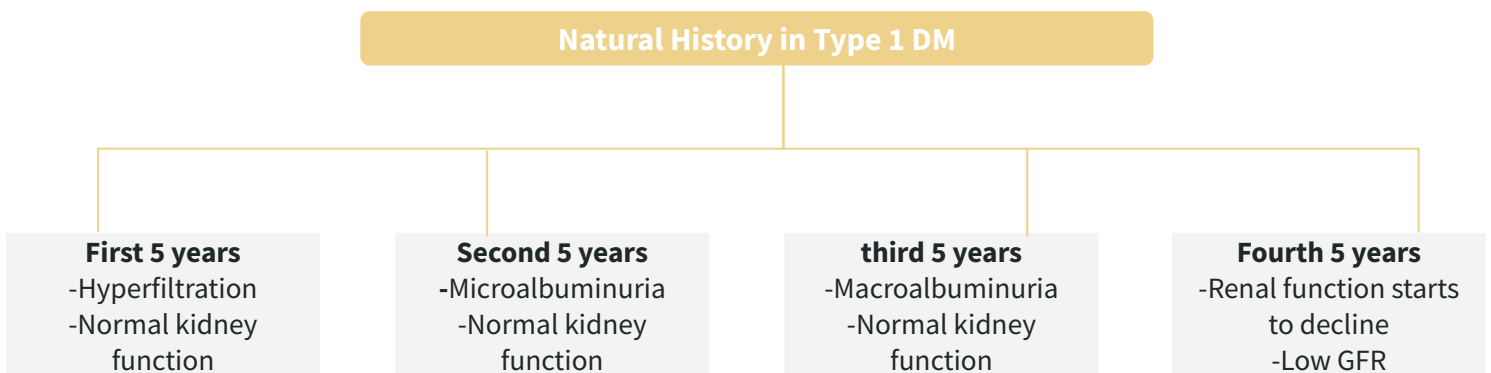 Natural History in Type 1 DM
First 5 years
-Hyperfiltration
-Normal kidney
function
Second 5 years
-Microalbuminuria
-Normal kidney
function
third 5 years
-Macroalbuminuria
-Normal kidney
function
Fourth 5 years
-Renal function starts
to decline
-Low GFR